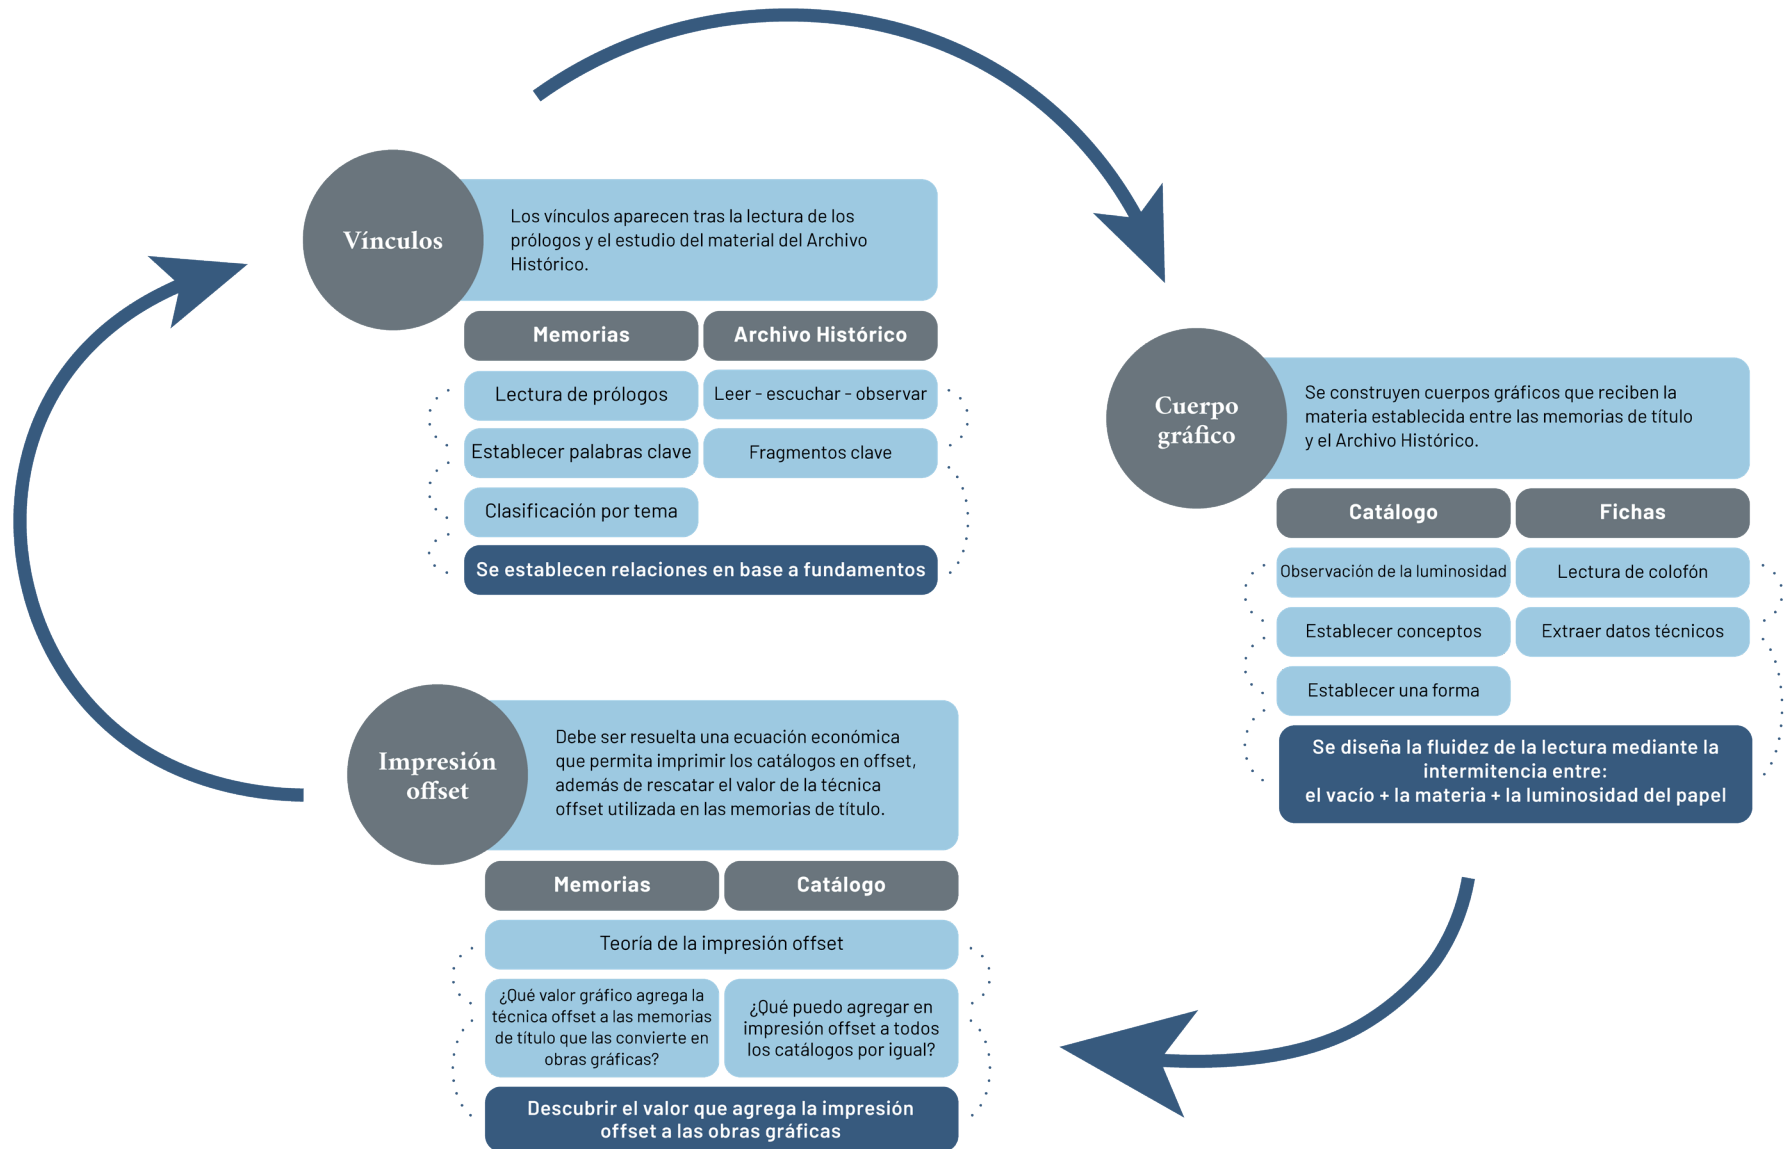 Vínculos
Los vínculos aparecen tras la lectura de los
prólogos y el estudio del material del Archivo
Histórico.
Memorias
Archivo Histórico
Lectura de prólogos
Leer - escuchar - observar
Establecer palabras clave
Fragmentos clave
Clasificación por tema
Se establecen relaciones en base a fundamentos
Cuerpo
gráfico
Se construyen cuerpos gráficos que reciben la
materia establecida entre las memorias de título
y el Archivo Histórico.
Catálogo
Fichas
Observación de la luminosidad
Lectura de colofón
Establecer conceptos
Extraer datos técnicos
Establecer una forma
Se diseña la fluidez de la lectura mediante la
intermitencia entre:
el vacío + la materia + la luminosidad del papel
Impresión
offset
Debe ser resuelta una ecuación económica
que permita imprimir los catálogos en offset,
además de rescatar el valor de la técnica
offset utilizada en las memorias de título.
Memorias
Catálogo
Teoría de la impresión offset
¿Qué valor gráfico agrega la
técnica offset a las memorias
de título que las convierte en
obras gráficas?
¿Qué puedo agregar en
impresión offset a todos
los catálogos por igual?
Descubrir el valor que agrega la impresión
offset a las obras gráficas